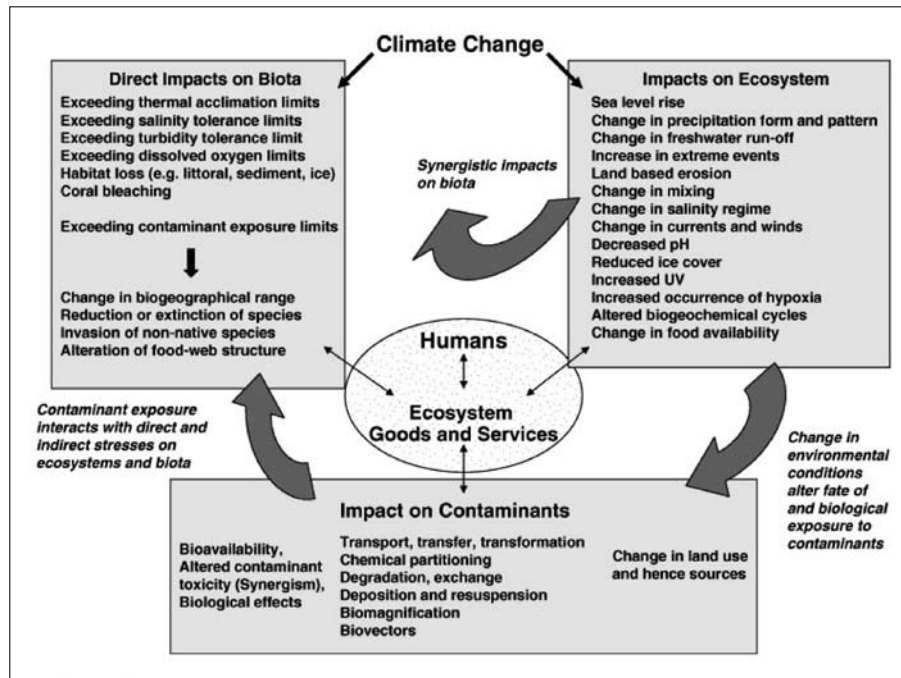 Climate Change
Direct Impacts on Biota
Exceeding thermal acclimation limits
Exceeding salinity tolerance limits
Exceeding turbidity tolerance limit
Exceeding dissolved oxygen limits
Habitat loss (e.g. littoral, sediment, ice)
Coral bleaching
Exceeding contaminant exposure limits
Change in biogeographical range
Reduction or extinction of species
Invasion of non-native species
Alteration of food-web structure
Synergistic impacts
on biota
Impacts on Ecosystem
Sea level rise
Change in precipitation form and pattern
Change in freshwater run-off
Increase in extreme events
Land based erosion
Change in mixing
Change in salinity regime
Change in currents and winds
Decreased pH
Reduced ice cover
Increased UV
Increased occurrence of hypoxia
Altered biogeochemical cycles
Change in food availability
Humans
Ecosystem
Goods and Services
Contaminant exposure
interacts with direct and
indirect stresses on
ecosystems and biota
Change in
environmental
conditions
alter fate of
and biological
exposure to
contaminants
Impact on Contaminants
Bioavailability,
Altered contaminant
toxicity (Synergism),
Biological effects
Transport, transfer, transformation
Chemical partitioning
Degradation, exchange
Deposition and resuspension
Biomagnification
Biovectors
Change in land use
and hence sources